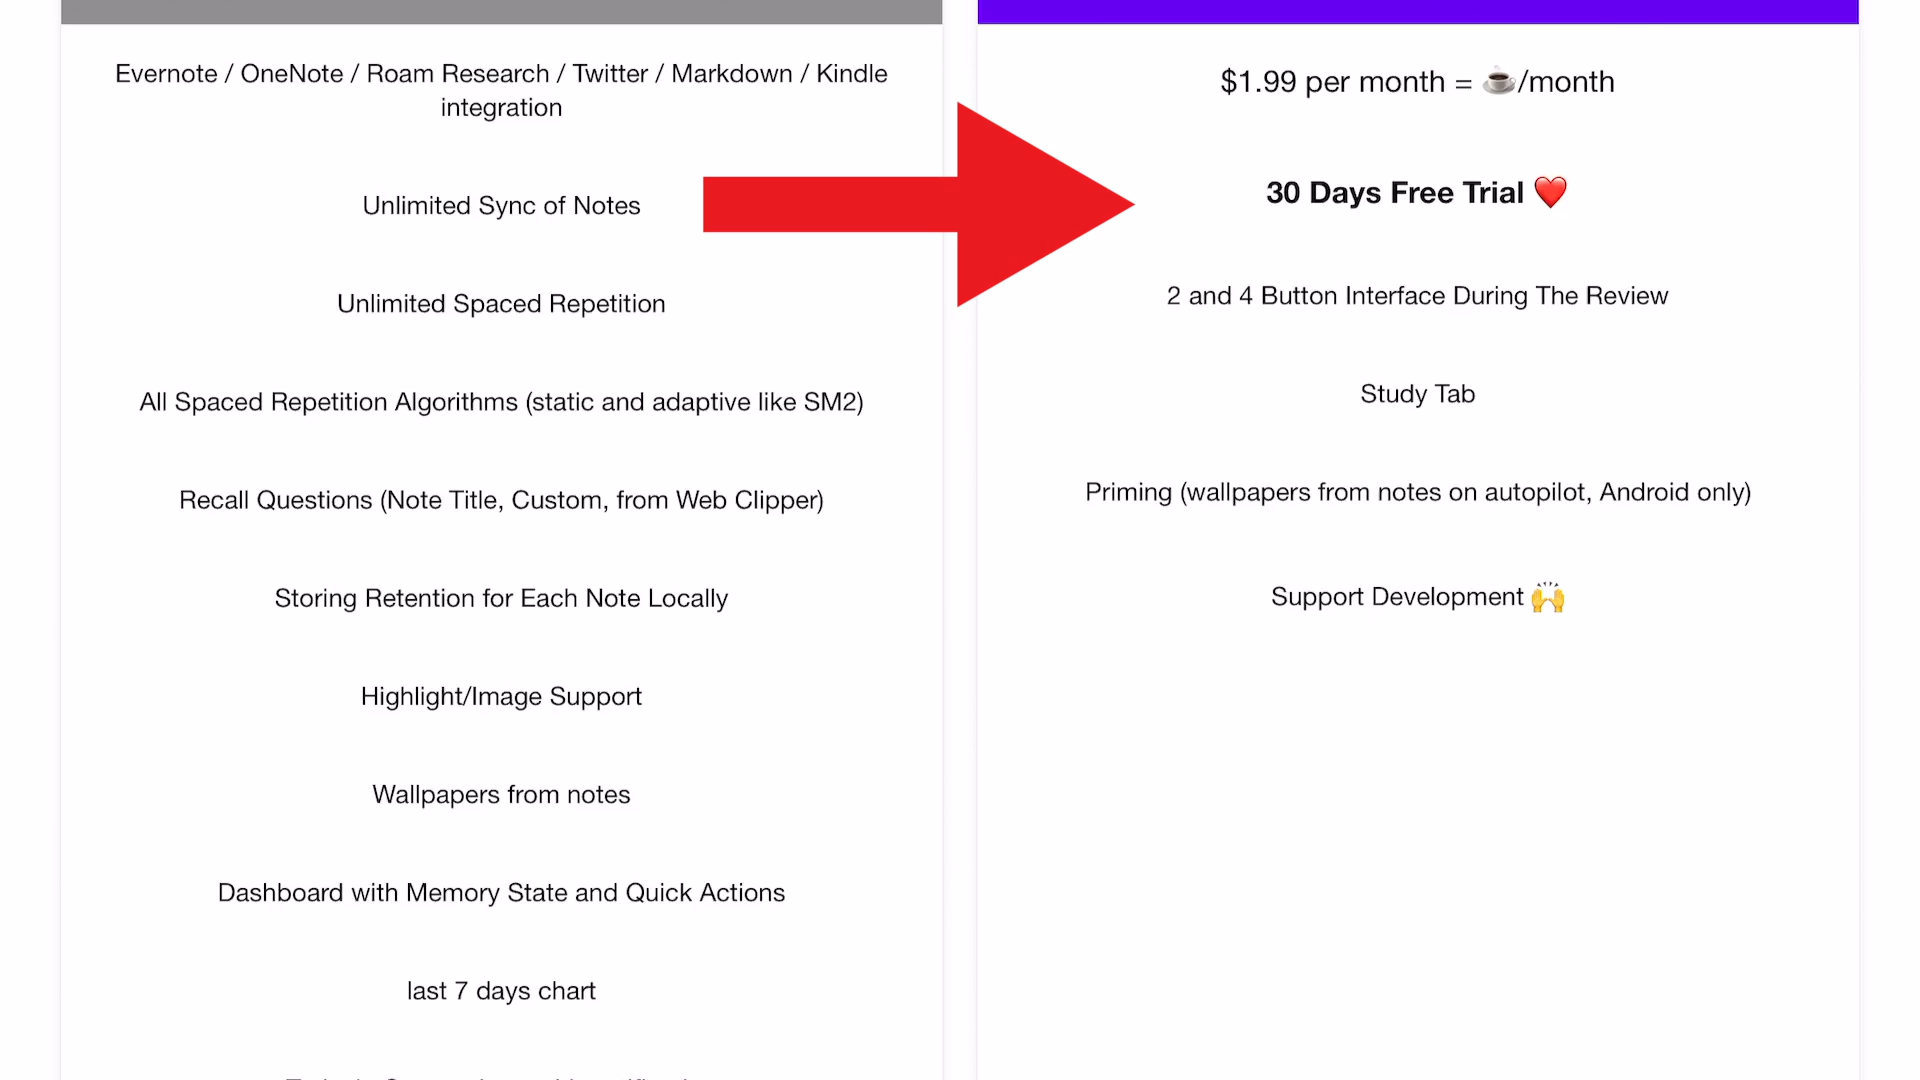 Evernote / OneNote / Roam Research / Twitter / Markdown / Kindle
integration
Unlimited Sync of Notes
Unlimited Spaced Repetition
All Spaced Repetition Algorithms (static and adaptive like SM2)
Recall Questions (Note Title, Custom, from Web Clipper)
Storing Retention for Each Note Locally
Highlight/Image Support
Wallpapers from notes
Dashboard with Memory State and Quick Actions
last 7 days chart
$1.99 per month = ☕/month
30 Days Free Trial ❤️
2 and 4 Button Interface During The Review
Study Tab
Priming (wallpapers from notes on autopilot, Android only)
Support Development 🙌